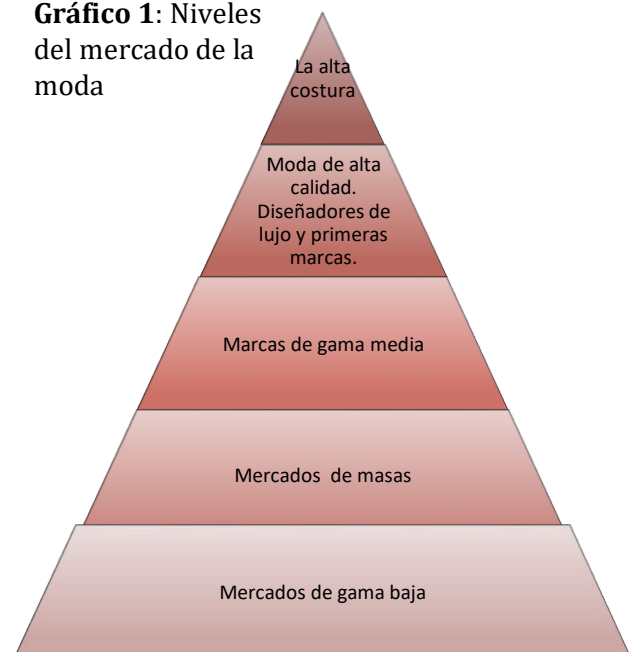 Gráfico 1: Niveles
del mercado de la
moda
La alta
costura
Moda de alta
calidad.
Diseñadores de
lujo y primeras
marcas.
Marcas de gama media
Mercados de masas
Mercados de gama baja